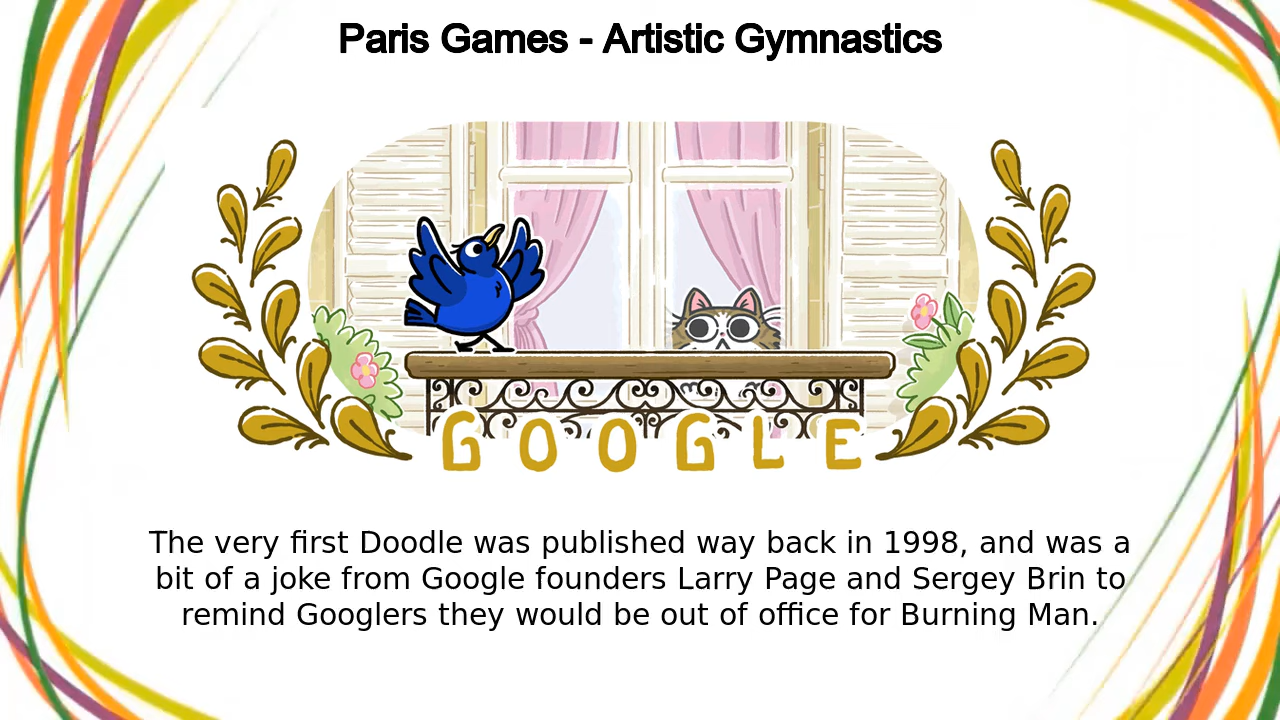 Paris Games - Artistic Gymnastics
GOOGLE
The very first Doodle was published way back in 1998, and was a
bit of a joke from Google founders Larry Page and Sergey Brin to
remind Googlers they would be out of office for Burning Man.